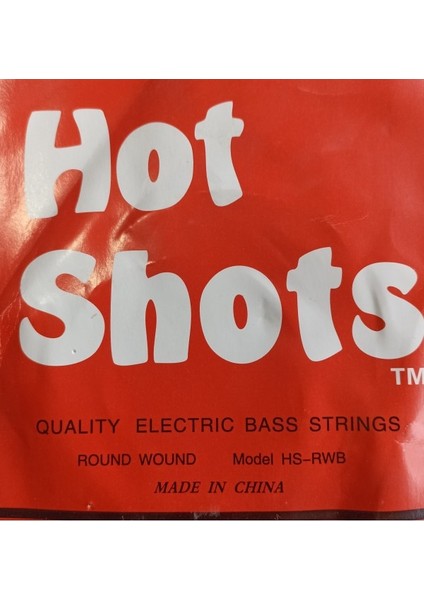 Hot
Shots
TM
QUALITY ELECTRIC BASS STRINGS
ROUND WOUND Model HS-RWB
MADE IN CHINA